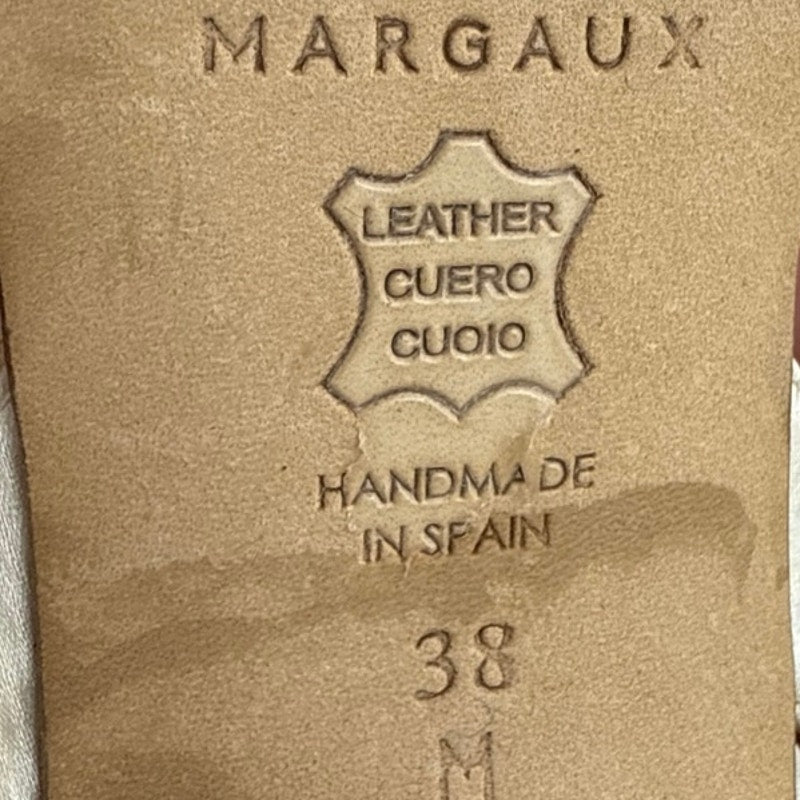 MARGAUX
LEATHER
CUERO
CUOIO
HANDMADE
IN SPAIN
38
M